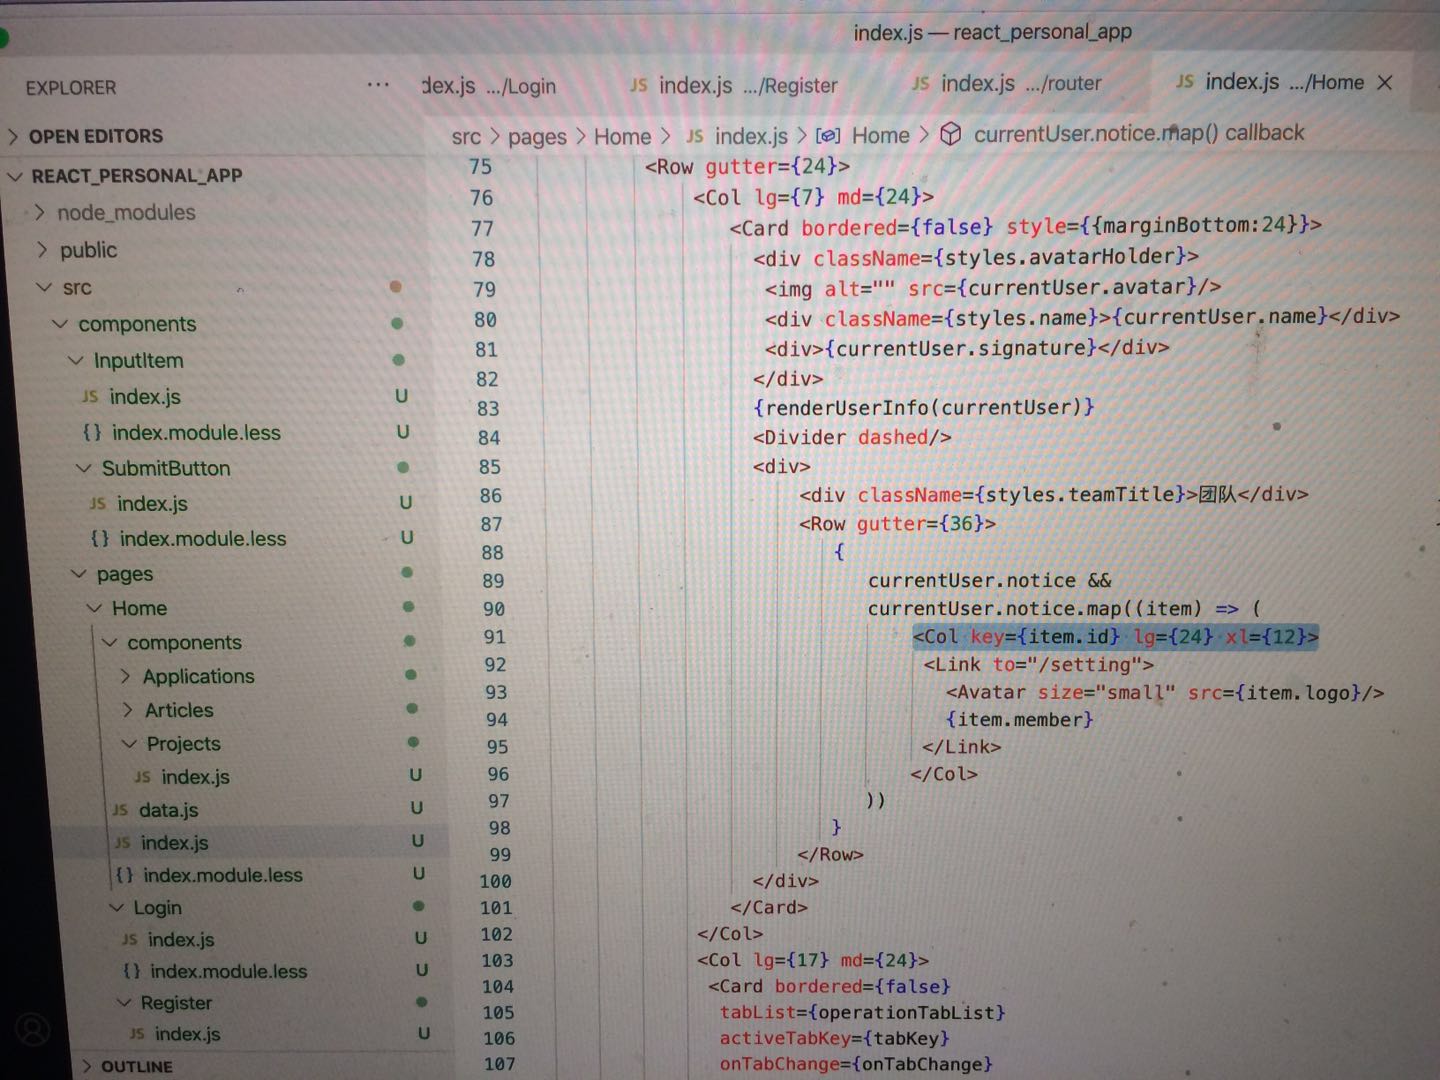 index.js — react_personal_app
EXPLORER
···
dex.js .../Login
JS index.js .../Register
JS index.js .../router
JS index.js .../Home ×
OPEN EDITORS
REACT_PERSONAL_APP
node_modules
public
src
components
InputItem
JS index.js U
{} index.module.less U
SubmitButton
JS index.js U
{} index.module.less U
pages
Home
components
Applications
Articles
Projects
JS index.js U
JS data.js U
JS index.js U
{} index.module.less U
Login
JS index.js U
{} index.module.less U
Register
JS index.js U
OUTLINE
src > pages > Home > JS index.js > Home > currentUser.notice.map() callback
75 <Row gutter={24}>
76 <Col lg={7} md={24}>
77 <Card bordered={false} style={{marginBottom:24}}>
78 <div className={styles.avatarHolder}>
79 <img alt="" src={currentUser.avatar}/>
80 <div className={styles.name}>{currentUser.name}</div>
81 <div>{currentUser.signature}</div>
82 </div>
83 {renderUserInfo(currentUser)}
84 <Divider dashed/>
85 <div>
86 <div className={styles.teamTitle}>团队</div>
87 <Row gutter={36}>
88 {
89 currentUser.notice &&
90 currentUser.notice.map((item) => (
91 <Col key={item.id} lg={24} xl={12}>
92 <Link to="/setting">
93 <Avatar size="small" src={item.logo}/>
94 {item.member}
95 </Link>
96 </Col>
97 ))
98 }
99 </Row>
100 </div>
101 </Card>
102 </Col>
103 <Col lg={17} md={24}>
104 <Card bordered={false}
105 tabList={operationTabList}
106 activeTabKey={tabKey}
107 onTabChange={onTabChange}